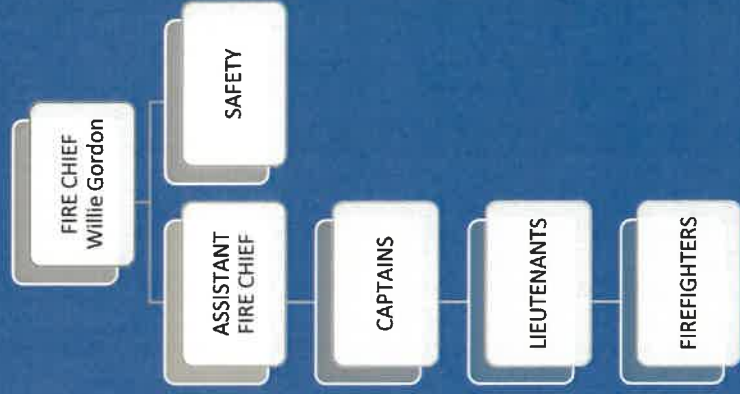 FIRE CHIEF
Willie Gordon
ASSISTANT
FIRE CHIEF
SAFETY
CAPTAINS
LIEUTENANTS
FIREFIGHTERS